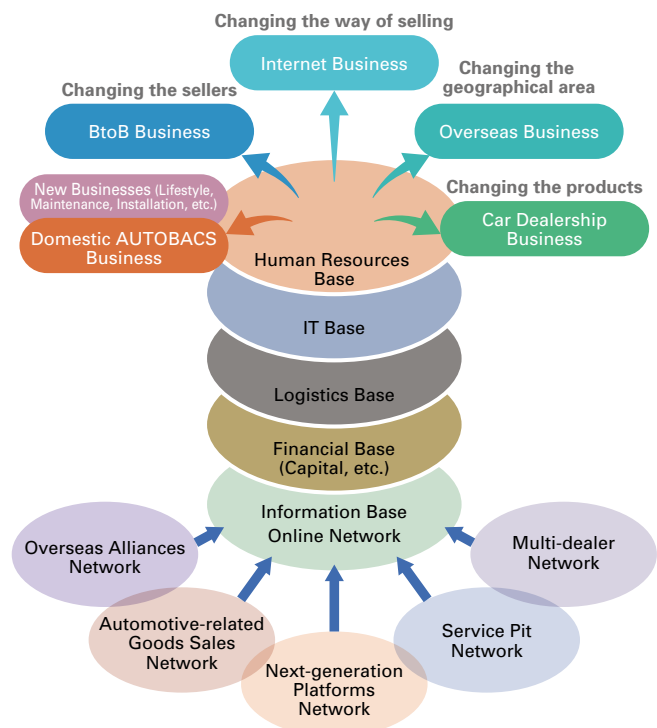 Changing the way of selling
Internet Business
Changing the sellers
BtoB Business
Changing the
geographical area
Overseas Business
New Businesses (Lifestyle,
Maintenance, Installation, etc.)
Domestic AUTOBACS
Business
Changing the products
Car Dealership
Business
Human Resources
Base
IT Base
Logistics Base
Financial Base
(Capital, etc.)
Information Base
Online Network
Overseas Alliances
Network
Multi-dealer
Network
Automotive-related
Goods Sales
Network
Service Pit
Network
Next-generation
Platforms
Network